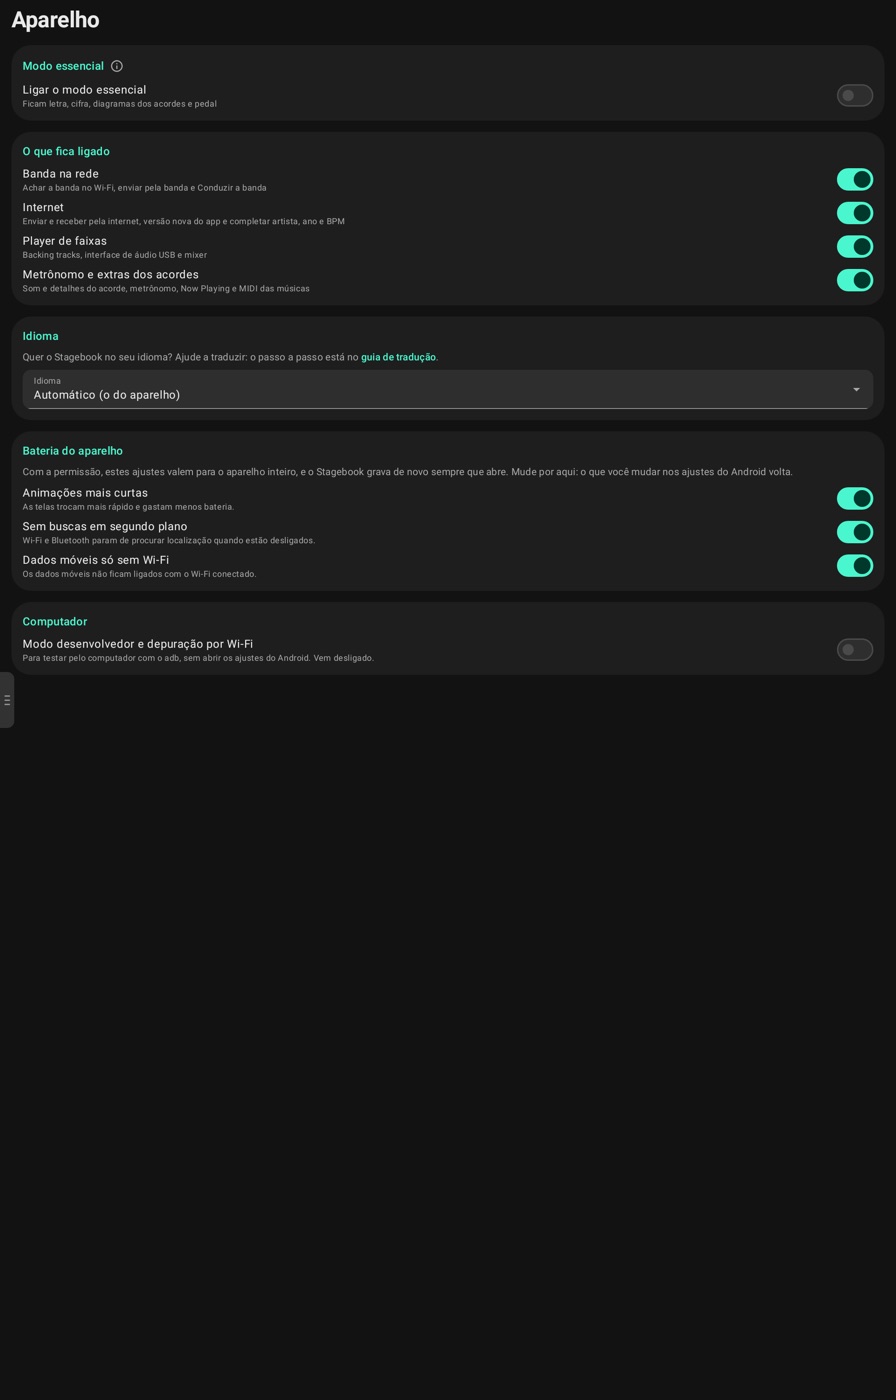 Aparelho
Modo essencial
Ligar o modo essencial
Ficam letra, cifra, diagramas dos acordes e pedal
O que fica ligado
Banda na rede
Achar a banda no Wi-Fi, enviar pela banda e Conduzir a banda
Internet
Enviar e receber pela internet, versão nova do app e completar artista, ano e BPM
Player de faixas
Backing tracks, interface de áudio USB e mixer
Metrônomo e extras dos acordes
Som e detalhes do acorde, metrônomo, Now Playing e MIDI das músicas
Idioma
Quer o Stagebook no seu idioma? Ajude a traduzir: o passo a passo está no guia de tradução.
Idioma
Automático (o do aparelho)
Bateria do aparelho
Com a permissão, estes ajustes valem para o aparelho inteiro, e o Stagebook grava de novo sempre que abre. Mude por aqui: o que você mudar nos ajustes do Android volta.
Animações mais curtas
As telas trocam mais rápido e gastam menos bateria.
Sem buscas em segundo plano
Wi-Fi e Bluetooth param de procurar localização quando estão desligados.
Dados móveis só sem Wi-Fi
Os dados móveis não ficam ligados com o Wi-Fi conectado.
Computador
Modo desenvolvedor e depuração por Wi-Fi
Para testar pelo computador com o adb, sem abrir os ajustes do Android. Vem desligado.